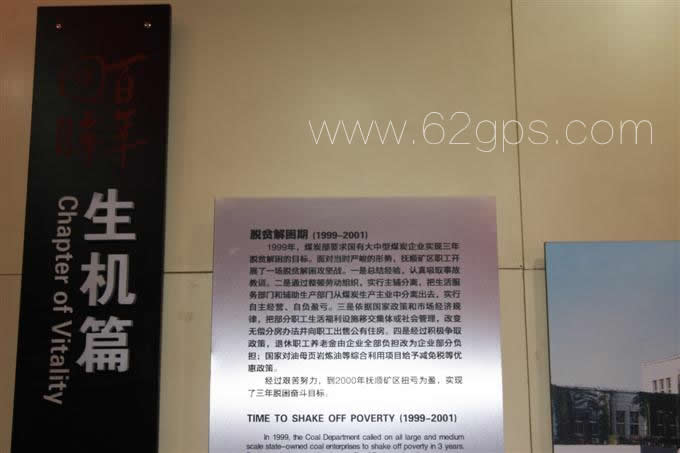 百年
回眸
生机篇
Chapter of Vitality
www.62gps.com
脱贫解困期 (1999-2001)
1999年，煤炭部要求国有大中型煤炭企业实现三年
脱贫解困的目标。面对当时严峻的形势，抚顺矿区职工开
展了一场脱贫解困攻坚战。一是总结经验，认真吸取事故
教训。二是通过整顿劳动组织，实行主辅分离，把生活服
务部门和辅助生产部门从煤炭生产主业中分离出去，实行
自主经营、自负盈亏。三是依据国家政策和市场经济规
律，把部分职工生活福利设施移交集体或社会管理，改变
无偿分房办法并向职工出售公有住房。四是经过积极争取
政策，退休职工养老金由企业全部负担改为企业部分负
担；国家对油母页岩炼油等综合利用项目给予减免税等优
惠政策。
经过艰苦努力，到2000年抚顺矿区扭亏为盈，实现
了三年脱困奋斗目标。
TIME TO SHAKE OFF POVERTY (1999-2001)
In 1999, the Coal Department called on all large and medium
scale state-owned coal enterprises to shake off poverty in 3 years.